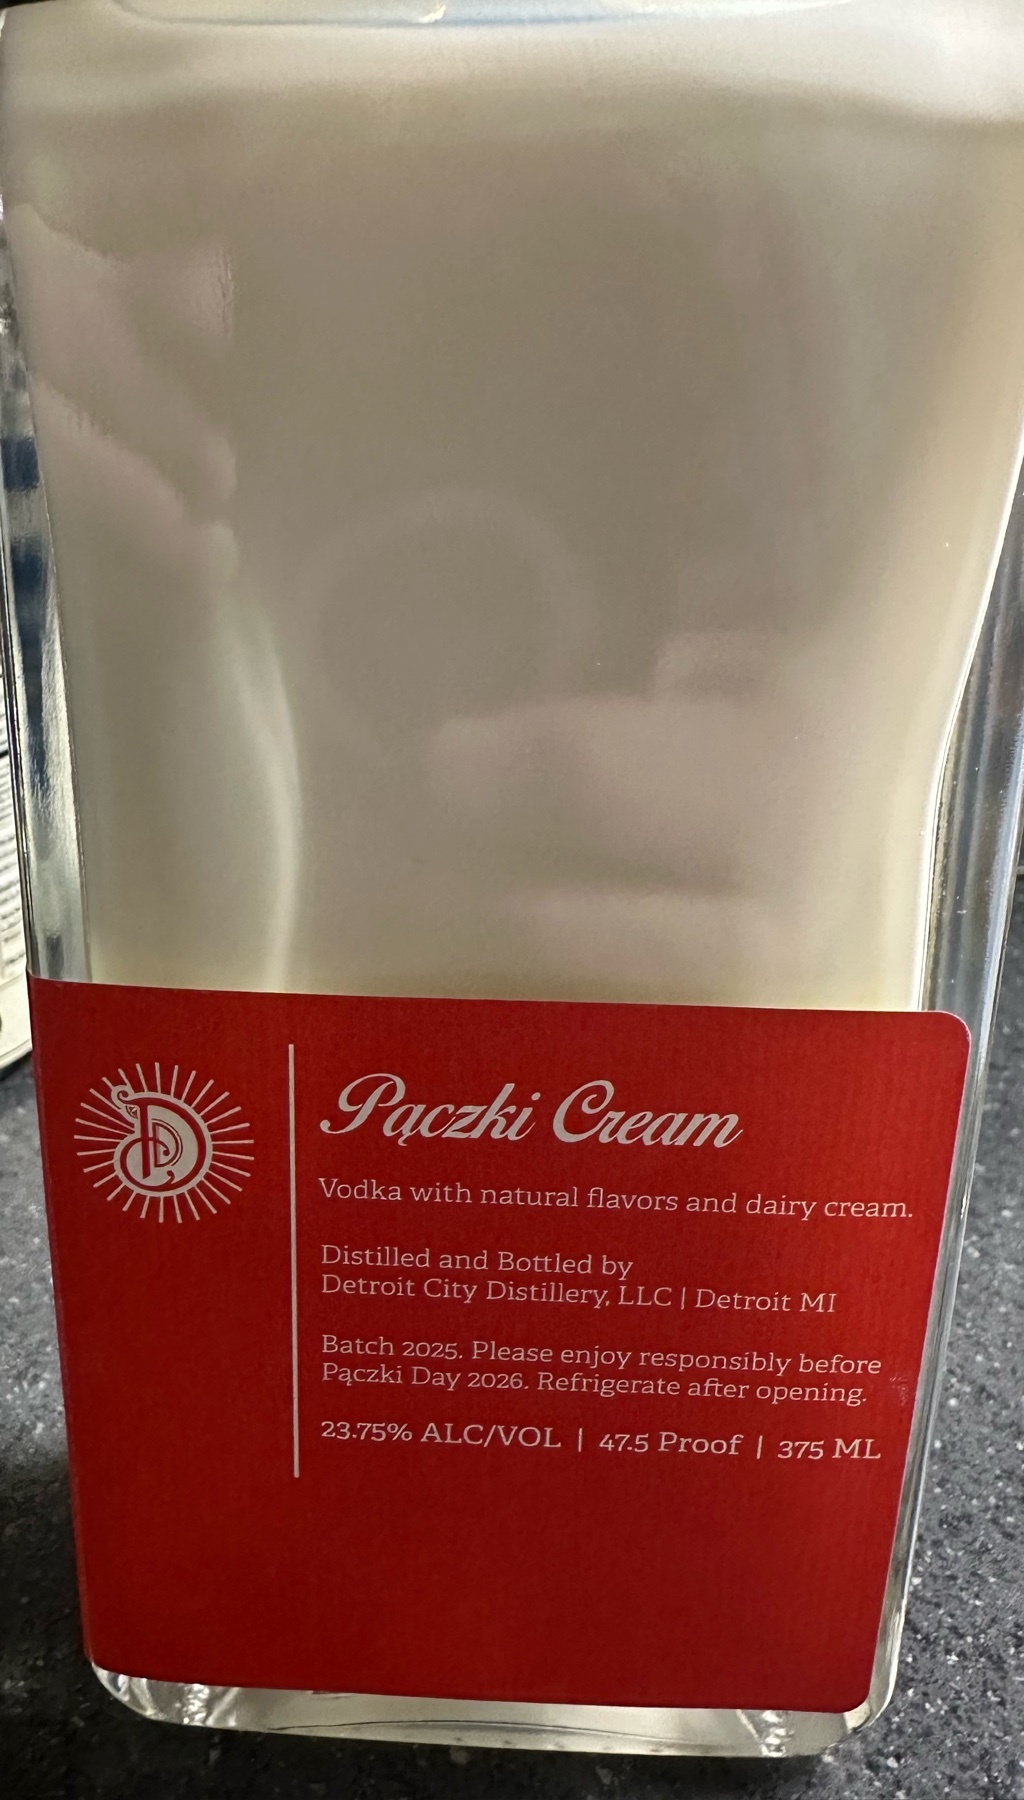 Pączki Cream
Vodka with natural flavors and dairy cream.
Distilled and Bottled by
Detroit City Distillery, LLC | Detroit MI
Batch 2025. Please enjoy responsibly before
Pączki Day 2026. Refrigerate after opening.
23.75% ALC/VOL | 47.5 Proof | 375 ML